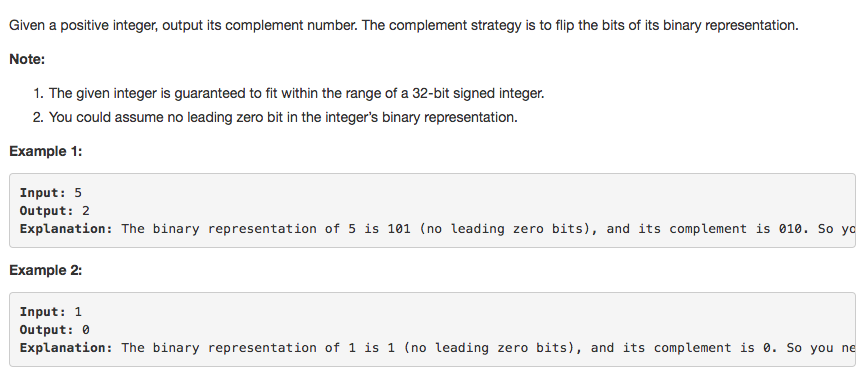 Given a positive integer, output its complement number. The complement strategy is to flip the bits of its binary representation.
Note:
1. The given integer is guaranteed to fit within the range of a 32-bit signed integer.
2. You could assume no leading zero bit in the integer's binary representation.
Example 1:
Input: 5
Output: 2
Explanation: The binary representation of 5 is 101 (no leading zero bits), and its complement is 010. So
Example 2:
Input: 1
Output: 0
Explanation: The binary representation of 1 is 1 (no leading zero bits), and its complement is 0. So you